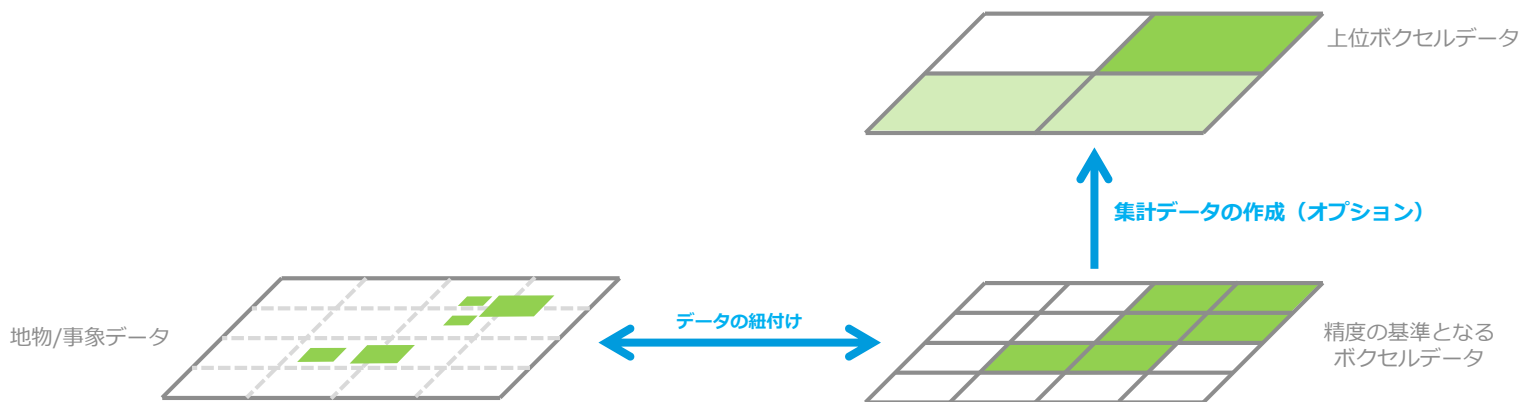 上位ボクセルデータ
集計データの作成（オプション）
地物/事象データ
データの紐付け
精度の基準となる
ボクセルデータ